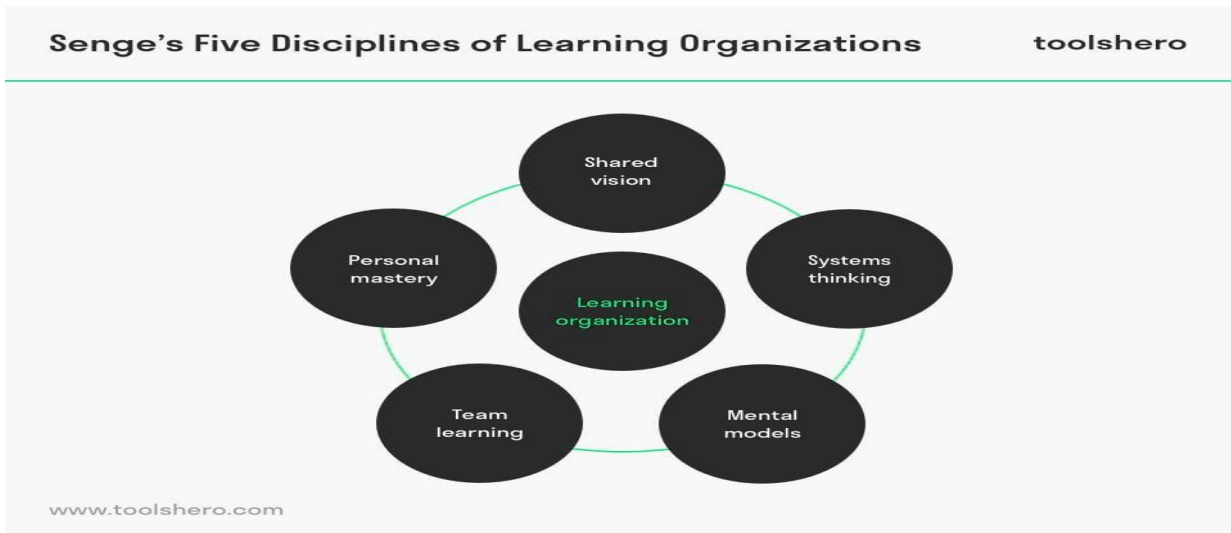 Senge’s Five Disciplines of Learning Organizations
toolshero
Shared
vision
Personal
mastery
Systems
thinking
Learning
organization
Team
learning
Mental
models
www.toolshero.com